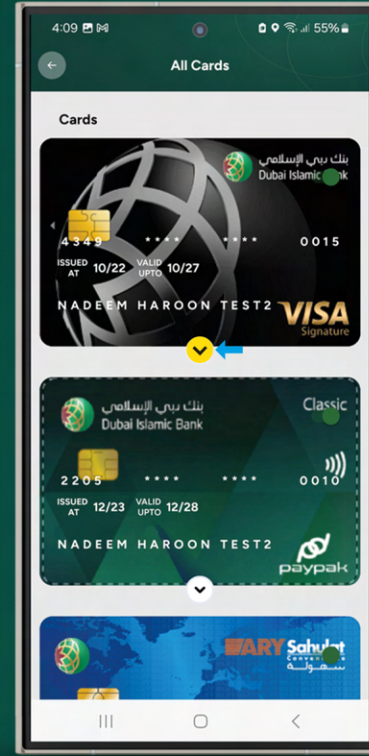 4:09
55%
All Cards
Cards
بنك دبي الإسلامي
Dubai Islamic
4349 **** **** 0015
ISSUED AT 10/22 VALID UPTO 10/27
NADEEM HAROON TEST2
VISA
Signature
بنك دبي الإسلامي
Dubai Islamic Bank
Classic
2205 **** **** 0010
ISSUED AT 12/23 VALID UPTO 12/28
NADEEM HAROON TEST2
paypak
ARY Sahulat
سهولة